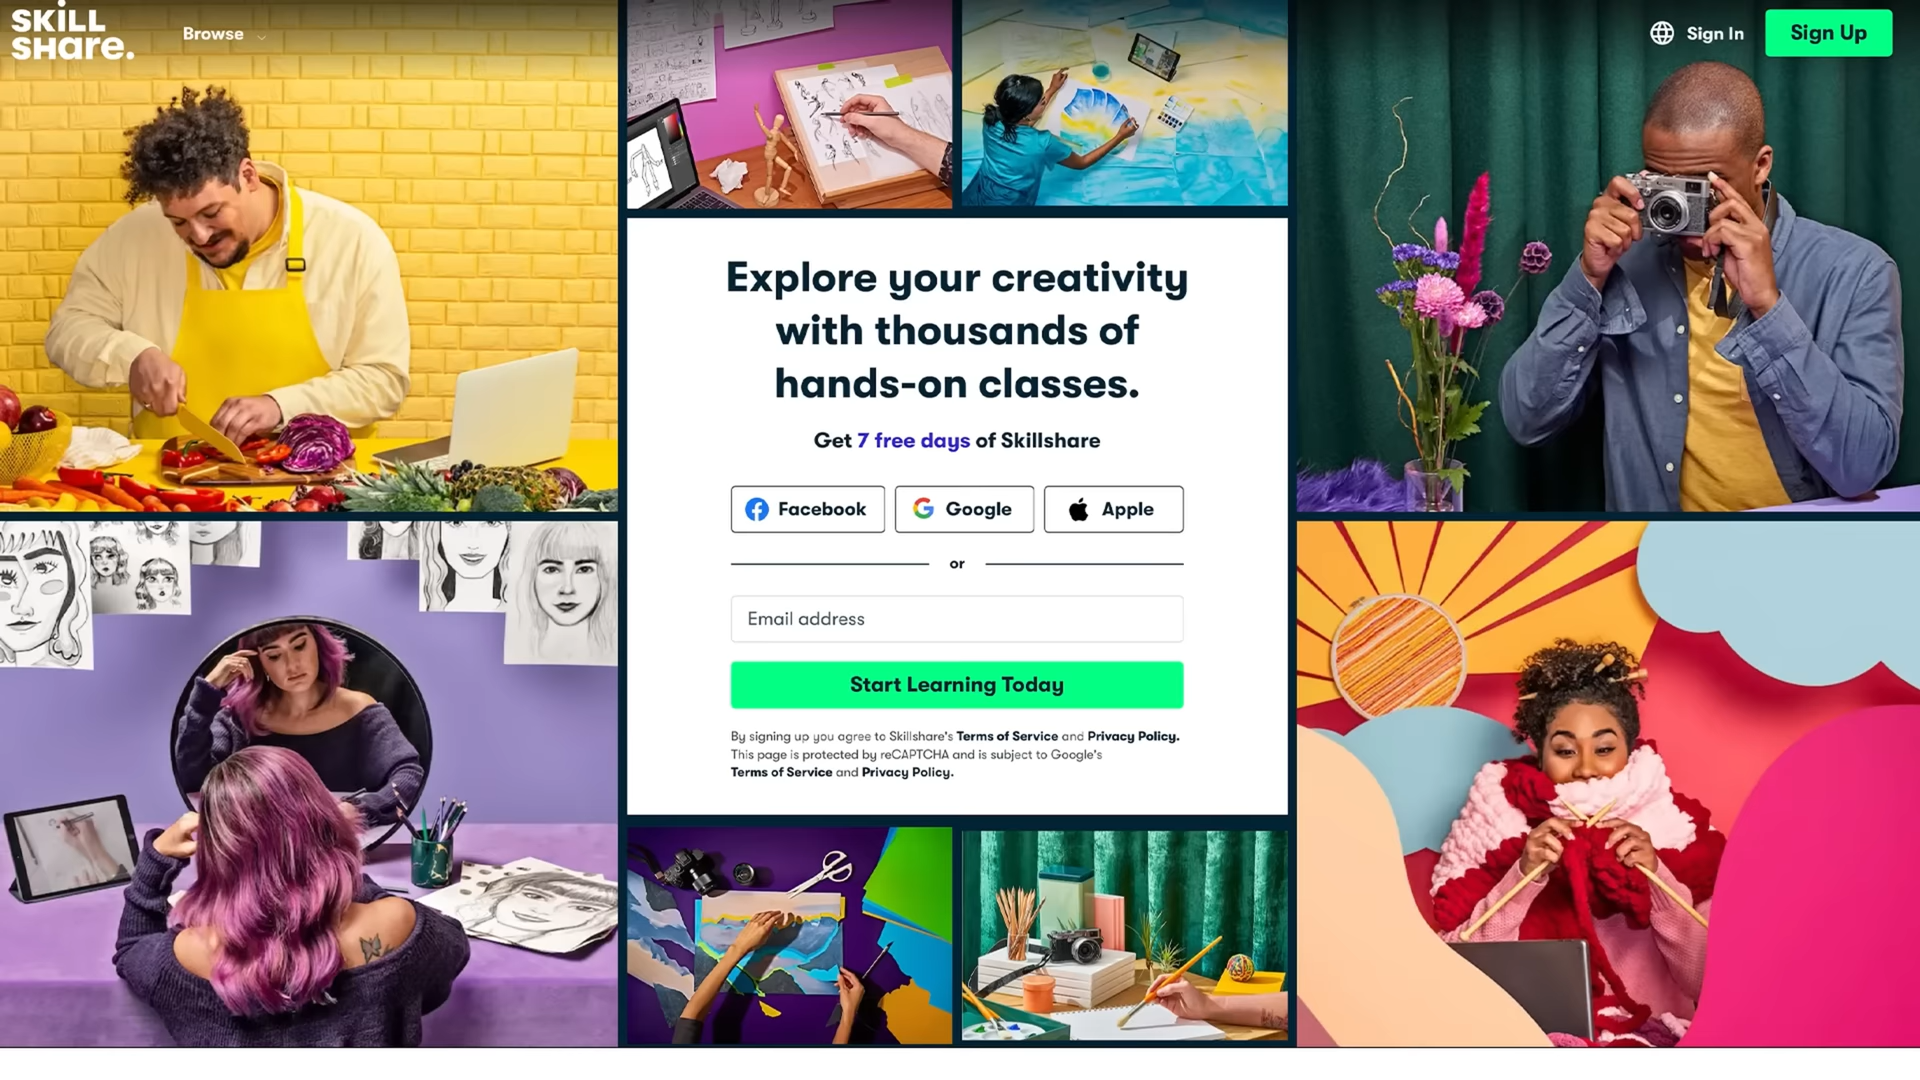 SKiLL
SHare.
Browse
Sign In
Sign Up
Explore your creativity
with thousands of
hands-on classes.
Get 7 free days of Skillshare
Facebook
Google
Apple
or
Email address
Start Learning Today
By signing up you agree to Skillshare's Terms of Service and Privacy Policy.
This page is protected by reCAPTCHA and is subject to Google's
Terms of Service and Privacy Policy.